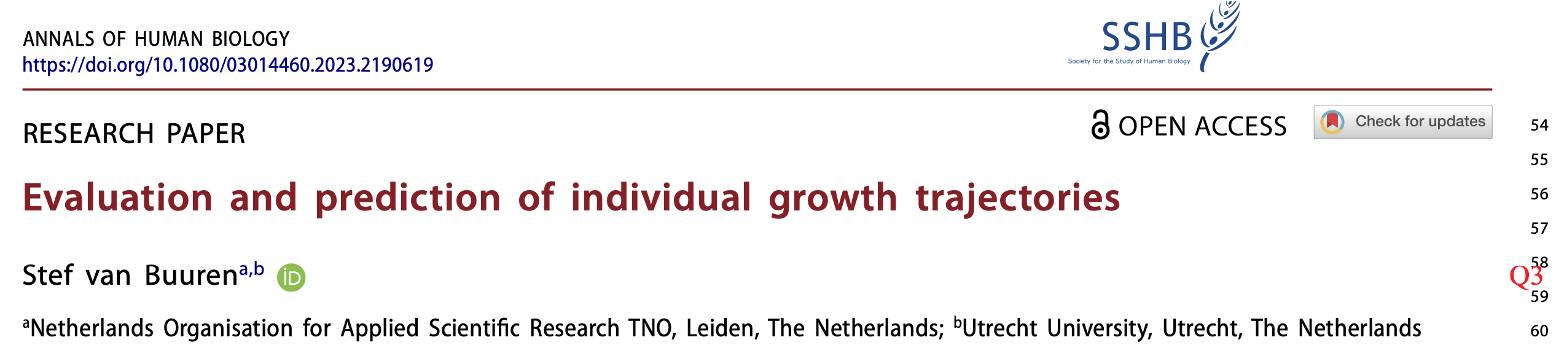 ANNALS OF HUMAN BIOLOGY
https://doi.org/10.1080/03014460.2023.2190619
SSHB
Society for the Study of Human Biology
RESEARCH PAPER
OPEN ACCESS
Check for updates
54
55
Evaluation and prediction of individual growth trajectories
56
57
Stef van Buuren^a,b iD
58
Q3
59
^aNetherlands Organisation for Applied Scientific Research TNO, Leiden, The Netherlands; ^bUtrecht University, Utrecht, The Netherlands
60